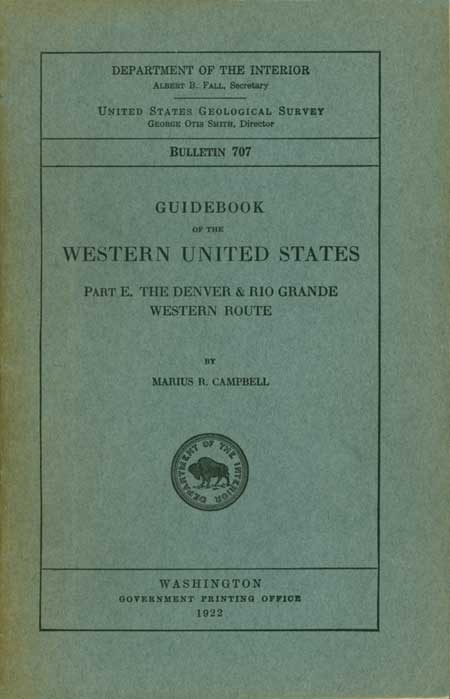 DEPARTMENT OF THE INTERIOR
ALBERT B. FALL, Secretary
UNITED STATES GEOLOGICAL SURVEY
GEORGE OTIS SMITH, Director
BULLETIN 707
GUIDEBOOK
OF THE
WESTERN UNITED STATES
PART E. THE DENVER & RIO GRANDE
WESTERN ROUTE
BY
MARIUS R. CAMPBELL
DEPARTMENT OF THE INTERIOR
WASHINGTON
GOVERNMENT PRINTING OFFICE
1922